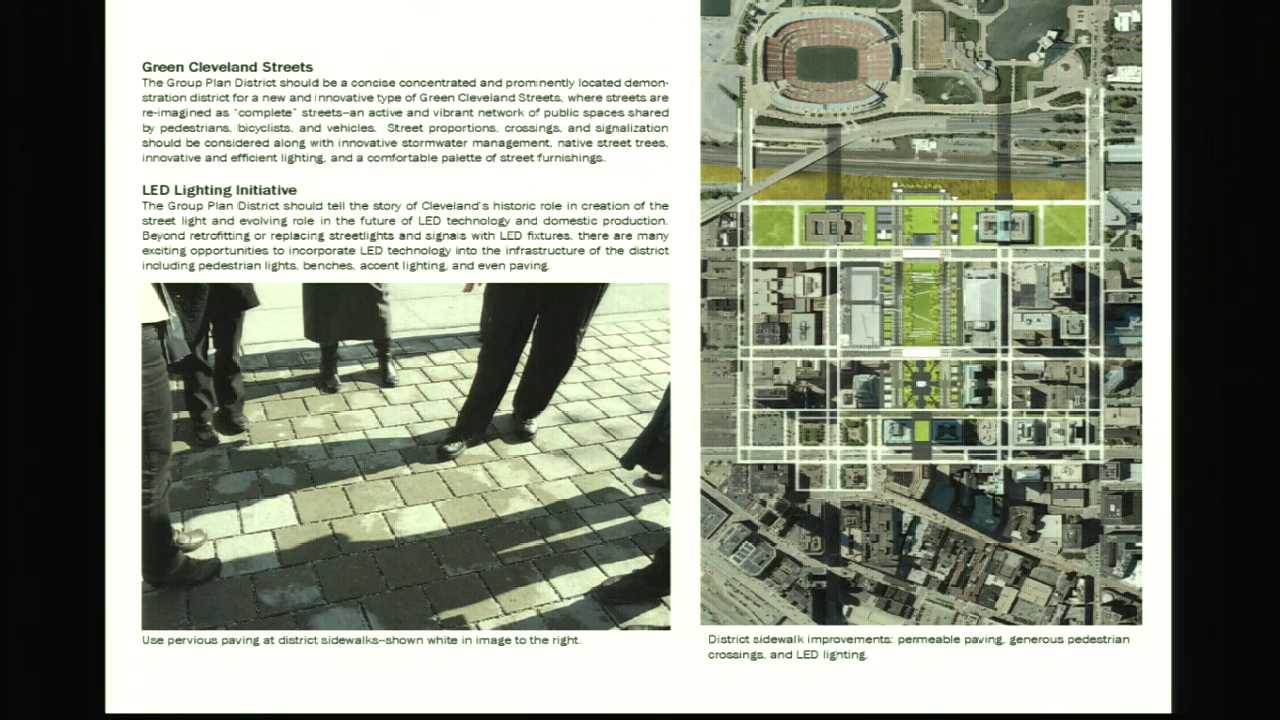 Green Cleveland Streets
The Group Plan District should be a concise concentrated and prominently located demon-
stration district for a new and innovative type of Green Cleveland Streets, where streets are
re-imagined as "complete" streets--an active and vibrant network of public spaces shared
by pedestrians, bicyclists, and vehicles. Street proportions, crossings, and signalization
should be considered along with innovative stormwater management, native street trees,
innovative and efficient lighting, and a comfortable palette of street furnishings.
LED Lighting Initiative
The Group Plan District should tell the story of Cleveland's historic role in creation of the
street light and evolving role in the future of LED technology and domestic production.
Beyond retrofitting or replacing streetlights and signals with LED fixtures, there are many
exciting opportunities to incorporate LED technology into the infrastructure of the district
including pedestrian lights, benches, accent lighting, and even paving.
Use pervious paving at district sidewalks--shown white in image to the right.
District sidewalk improvements: permeable paving, generous pedestrian
crossings, and LED lighting.